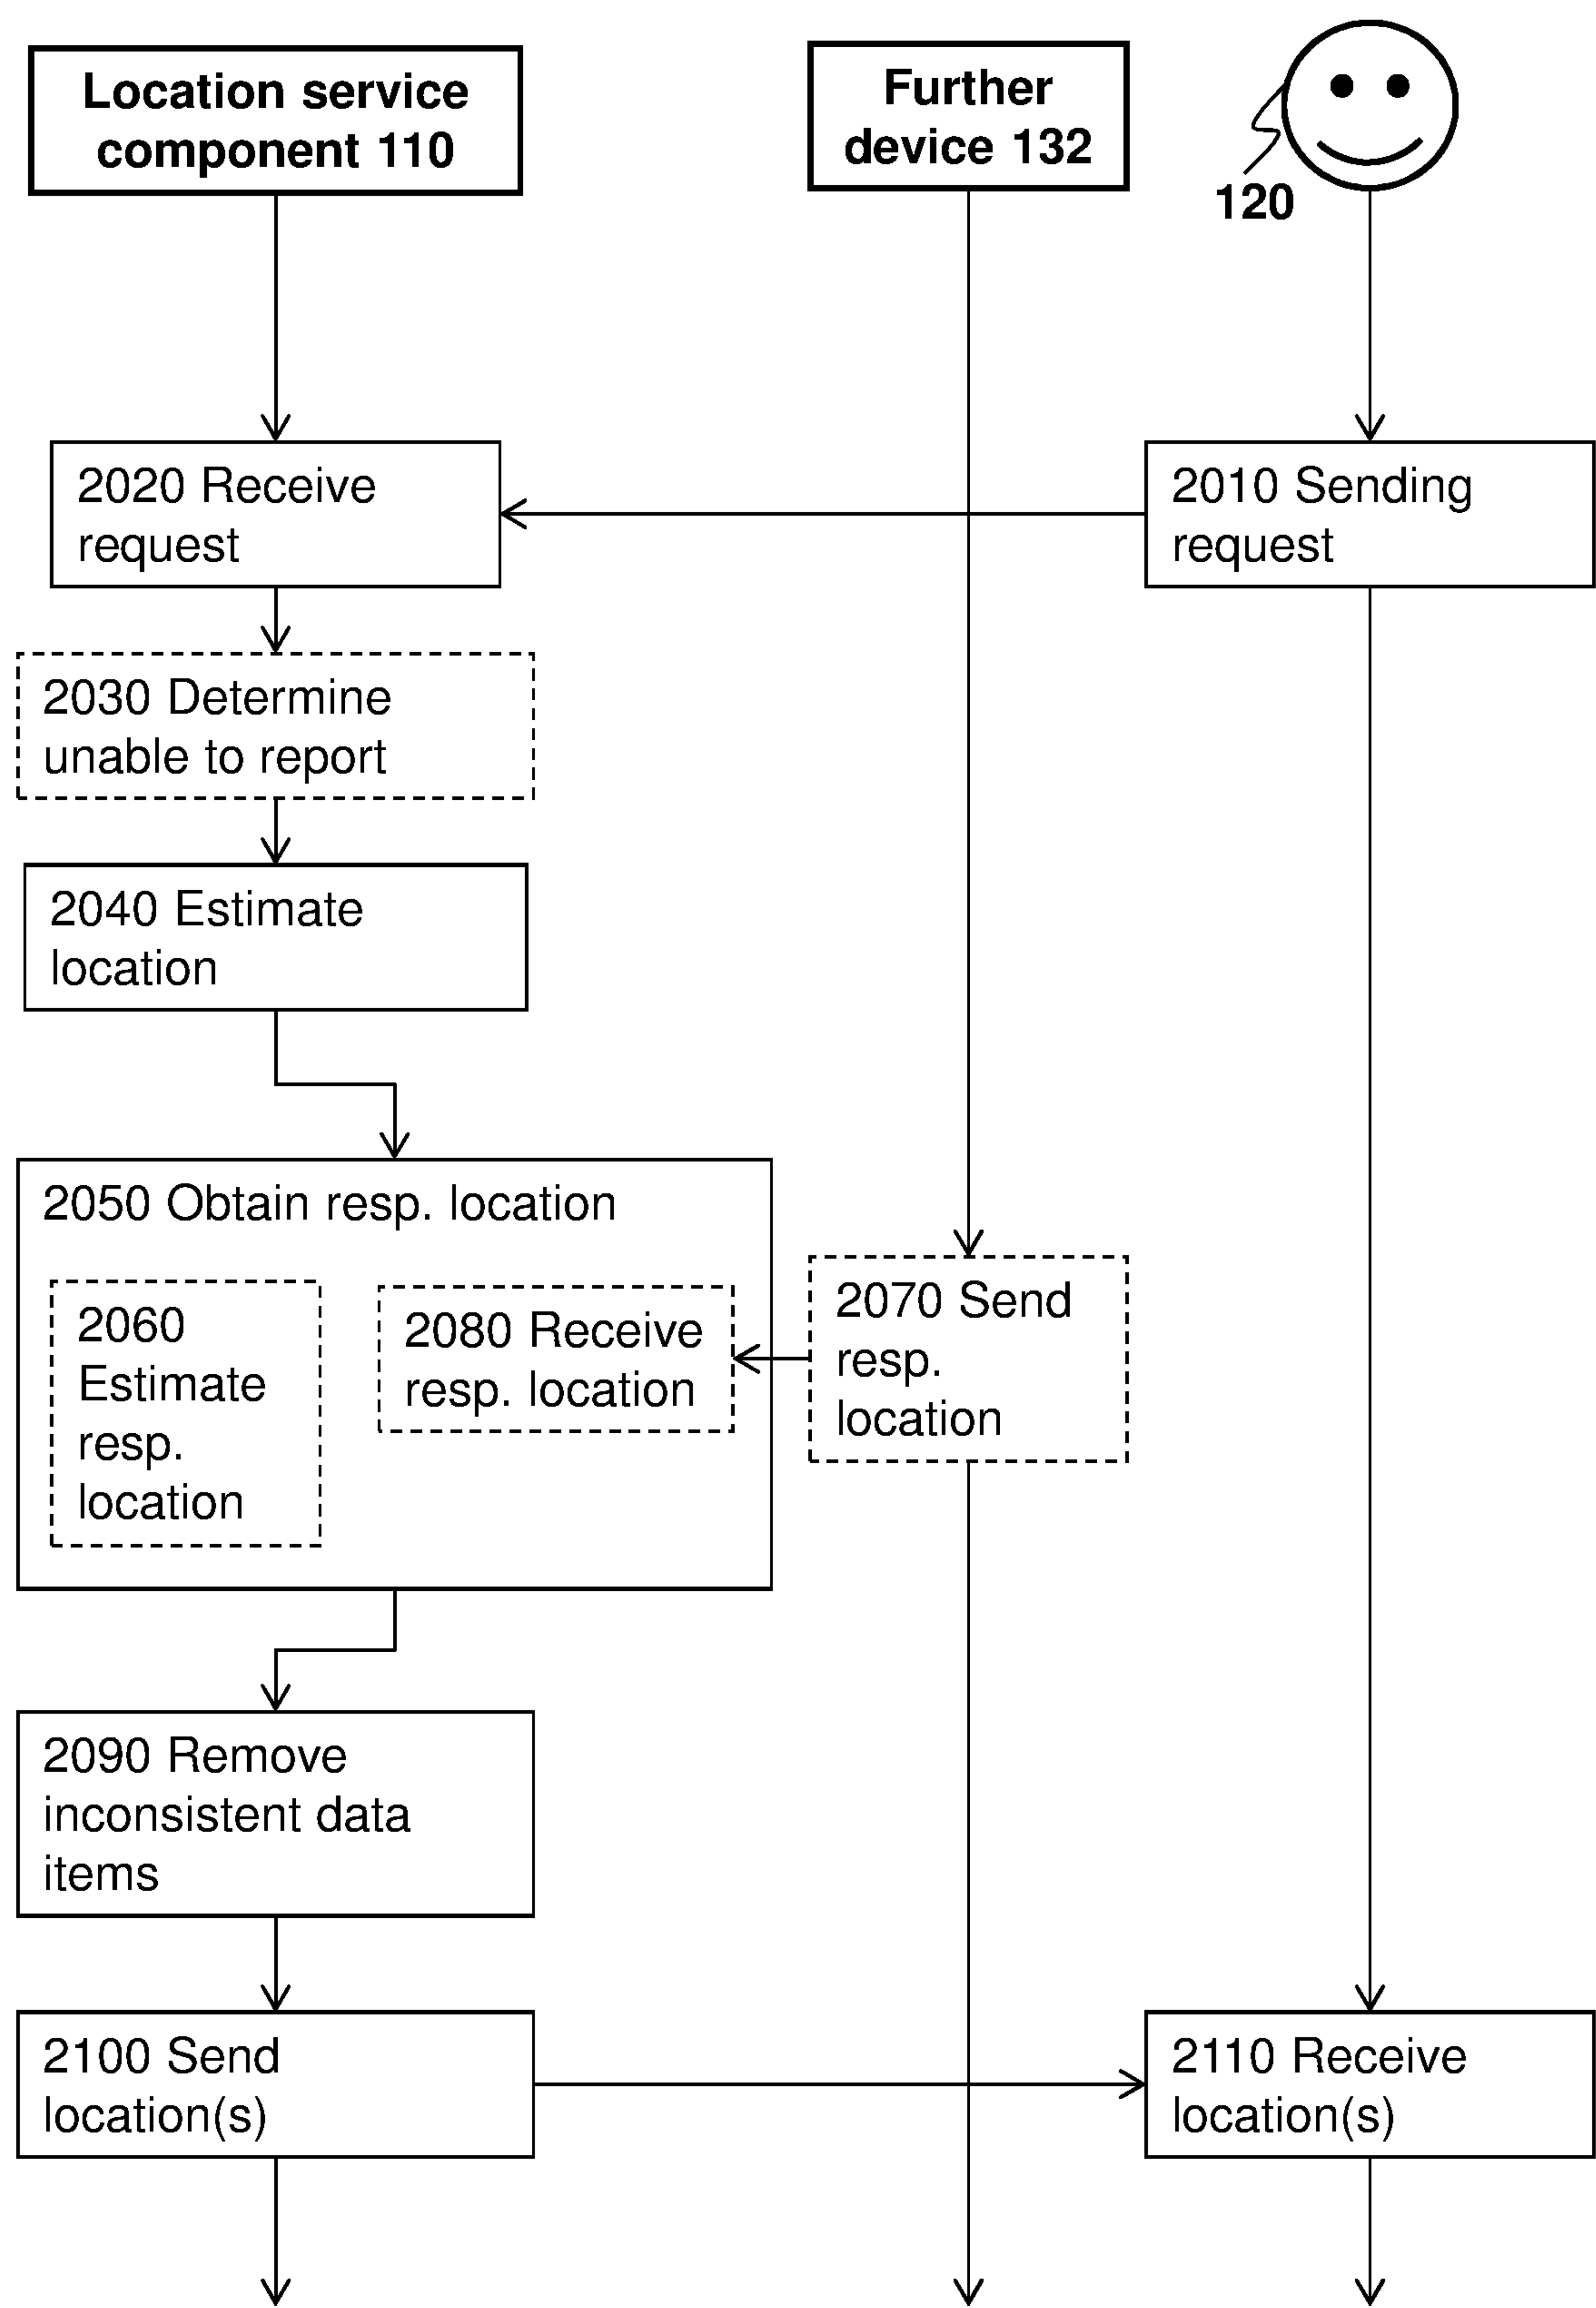 Location service
component 110
Further
device 132
120
2020 Receive
request
2010 Sending
request
2030 Determine
unable to report
2040 Estimate
location
2050 Obtain resp. location
2060
Estimate
resp.
location
2080 Receive
resp. location
2070 Send
resp.
location
2090 Remove
inconsistent data
items
2100 Send
location(s)
2110 Receive
location(s)